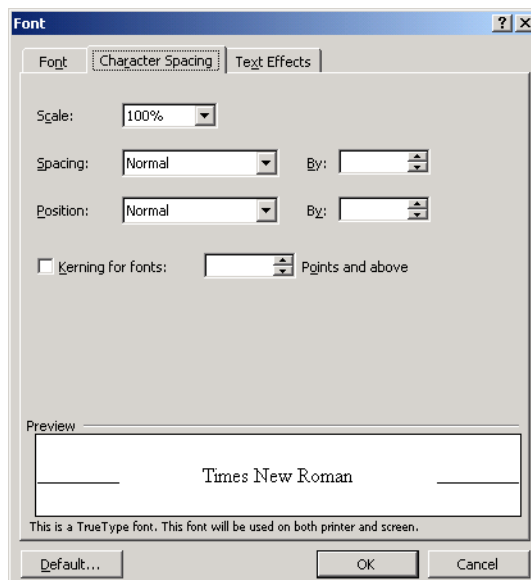 Font
Font Character Spacing Text Effects
Scale: 100%
Spacing: Normal By:
Position: Normal By:
Kerning for fonts: Points and above
Preview
Times New Roman
This is a TrueType font. This font will be used on both printer and screen.
Default... OK Cancel